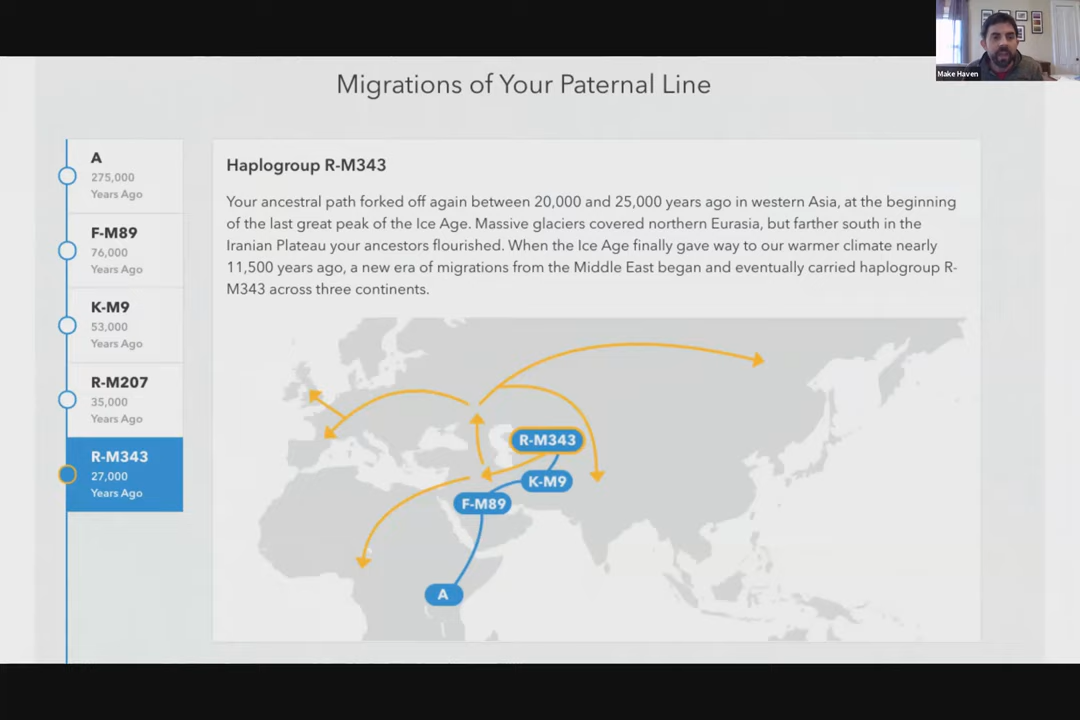 Make Haven
Migrations of Your Paternal Line
A
275,000
Years Ago
F-M89
76,000
Years Ago
K-M9
53,000
Years Ago
R-M207
35,000
Years Ago
R-M343
27,000
Years Ago
Haplogroup R-M343
Your ancestral path forked off again between 20,000 and 25,000 years ago in western Asia, at the beginning
of the last great peak of the Ice Age. Massive glaciers covered northern Eurasia, but farther south in the
Iranian Plateau your ancestors flourished. When the Ice Age finally gave way to our warmer climate nearly
11,500 years ago, a new era of migrations from the Middle East began and eventually carried haplogroup R-
M343 across three continents.
R-M343
K-M9
F-M89
A